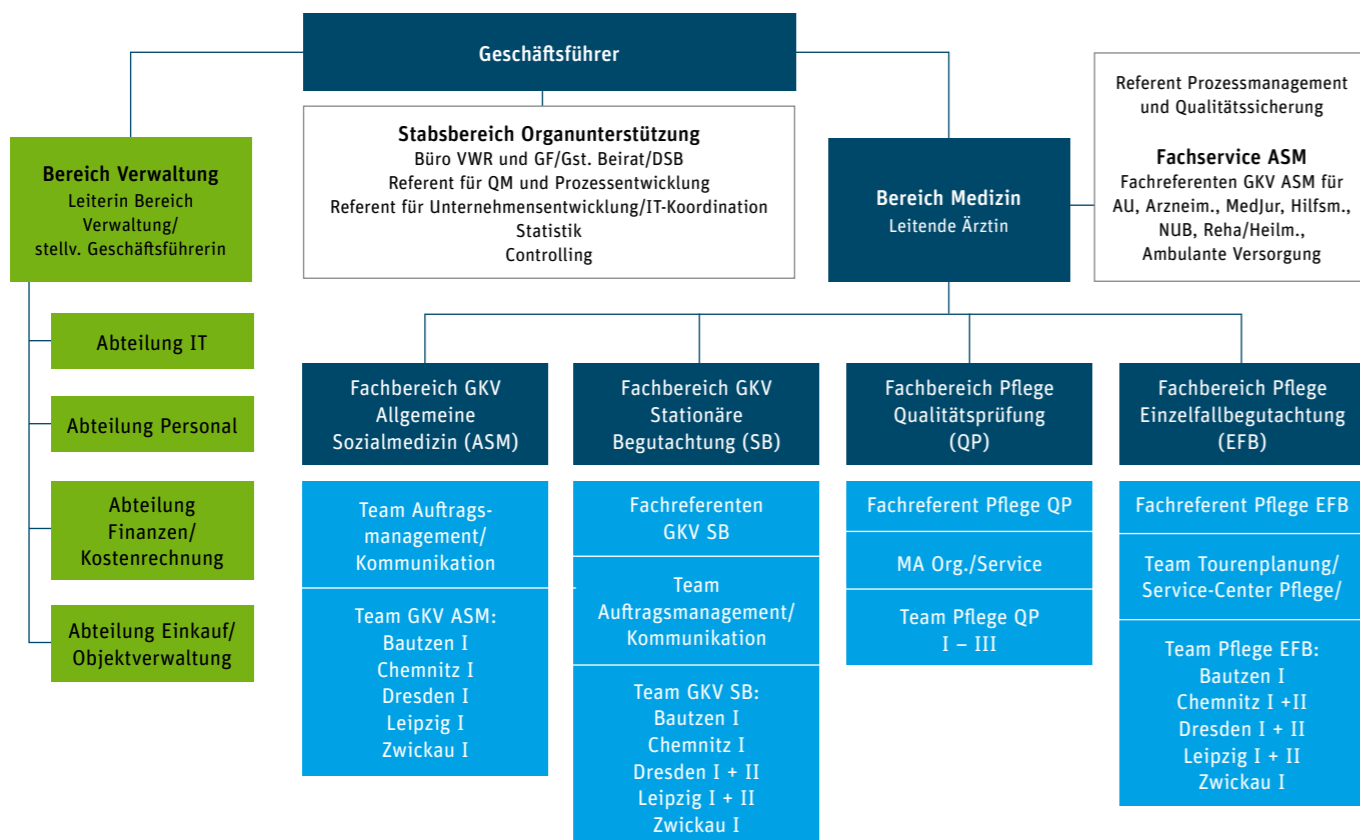 Geschäftsführer
Stabsbereich Organunterstützung
Büro VWR und GF/Gst. Beirat/DSB
Referent für QM und Prozessentwicklung
Referent für Unternehmensentwicklung/IT-Koordination
Statistik
Controlling
Bereich Verwaltung
Leiterin Bereich
Verwaltung/
stellv. Geschäftsführerin
Abteilung IT
Abteilung Personal
Abteilung
Finanzen/
Kostenrechnung
Abteilung Einkauf/
Objektverwaltung
Bereich Medizin
Leitende Ärztin
Referent Prozessmanagement
und Qualitätssicherung
Fachservice ASM
Fachreferenten GKV ASM für
AU, Arzneim., MedJur, Hilfsm.,
NUB, Reha/Heilm.,
Ambulante Versorgung
Fachbereich GKV
Allgemeine
Sozialmedizin (ASM)
Team Auftrags-
management/
Kommunikation
Team GKV ASM:
Bautzen I
Chemnitz I
Dresden I
Leipzig I
Zwickau I
Fachbereich GKV
Stationäre
Begutachtung (SB)
Fachreferenten
GKV SB
Team
Auftragsmanagement/
Kommunikation
Team GKV SB:
Bautzen I
Chemnitz I
Dresden I + II
Leipzig I + II
Zwickau I
Fachbereich Pflege
Qualitätsprüfung
(QP)
Fachreferent Pflege QP
MA Org./Service
Team Pflege QP
I – III
Fachbereich Pflege
Einzelfallbegutachtung
(EFB)
Fachreferent Pflege EFB
Team Tourenplanung/
Service-Center Pflege/
Team Pflege EFB:
Bautzen I
Chemnitz I +II
Dresden I + II
Leipzig I + II
Zwickau I